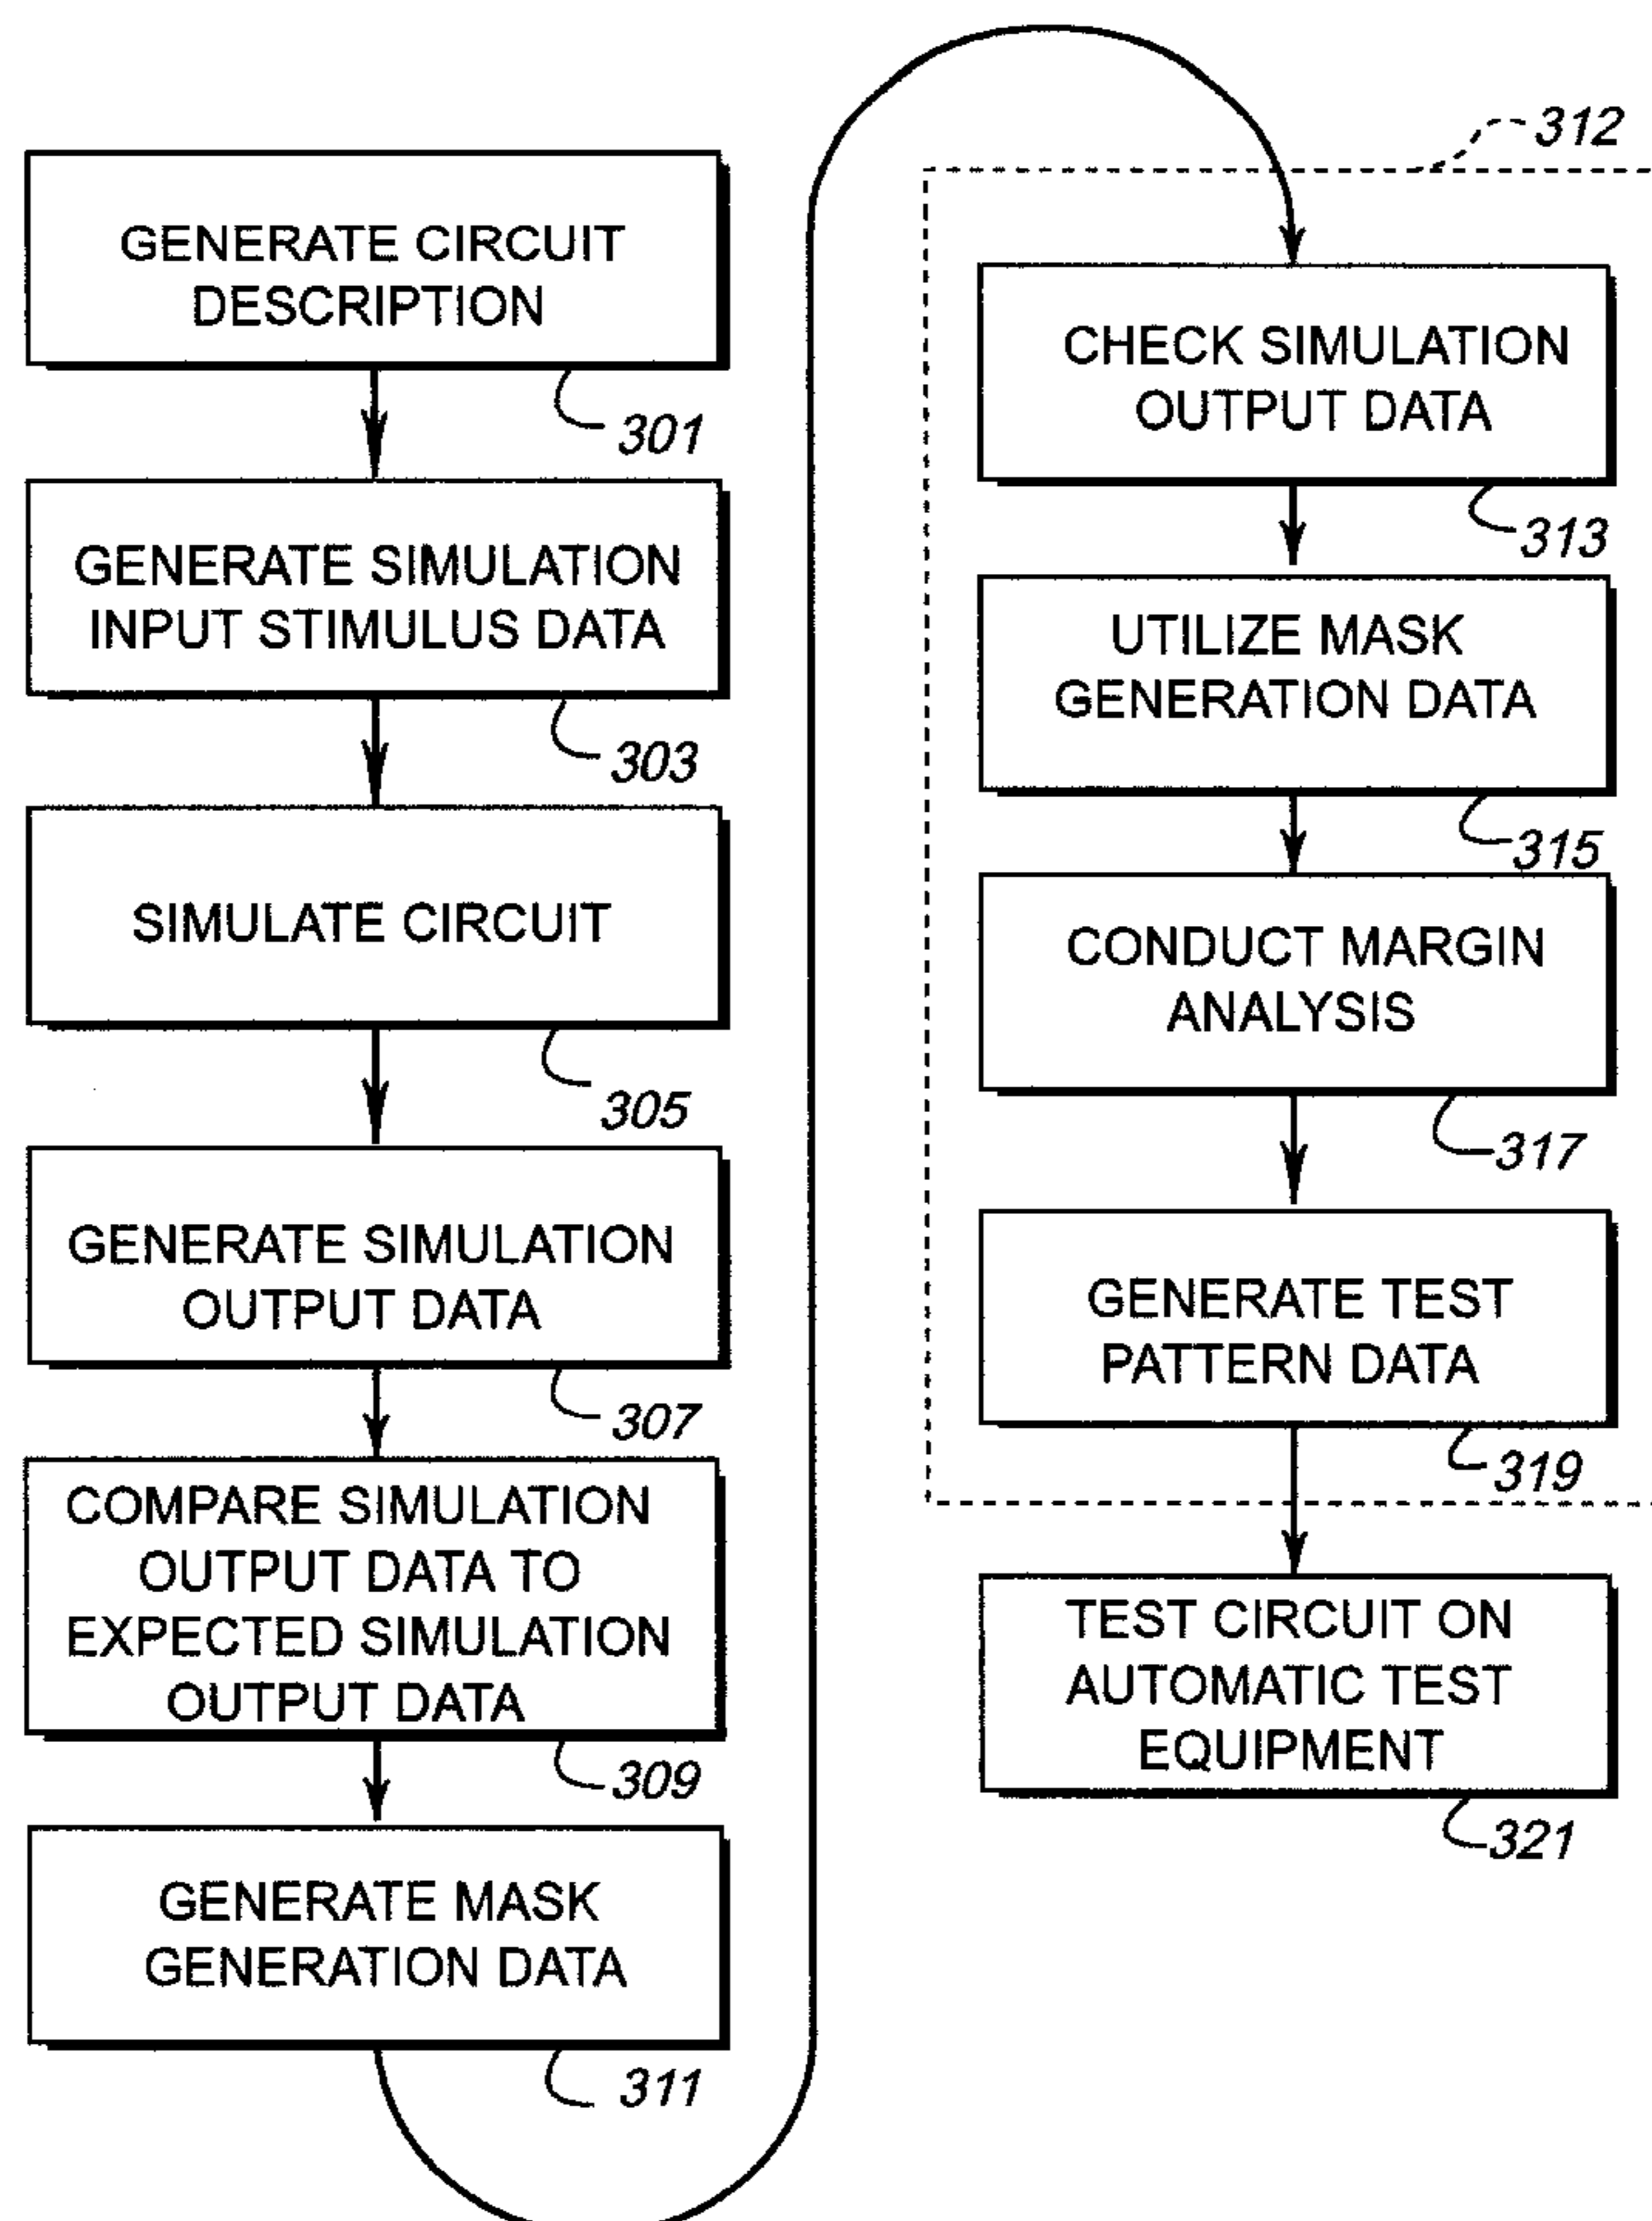 GENERATE CIRCUIT
DESCRIPTION
301
GENERATE SIMULATION
INPUT STIMULUS DATA
303
SIMULATE CIRCUIT
305
GENERATE SIMULATION
OUTPUT DATA
307
COMPARE SIMULATION
OUTPUT DATA TO
EXPECTED SIMULATION
OUTPUT DATA
309
GENERATE MASK
GENERATION DATA
311
312
CHECK SIMULATION
OUTPUT DATA
313
UTILIZE MASK
GENERATION DATA
315
CONDUCT MARGIN
ANALYSIS
317
GENERATE TEST
PATTERN DATA
319
TEST CIRCUIT ON
AUTOMATIC TEST
EQUIPMENT
321